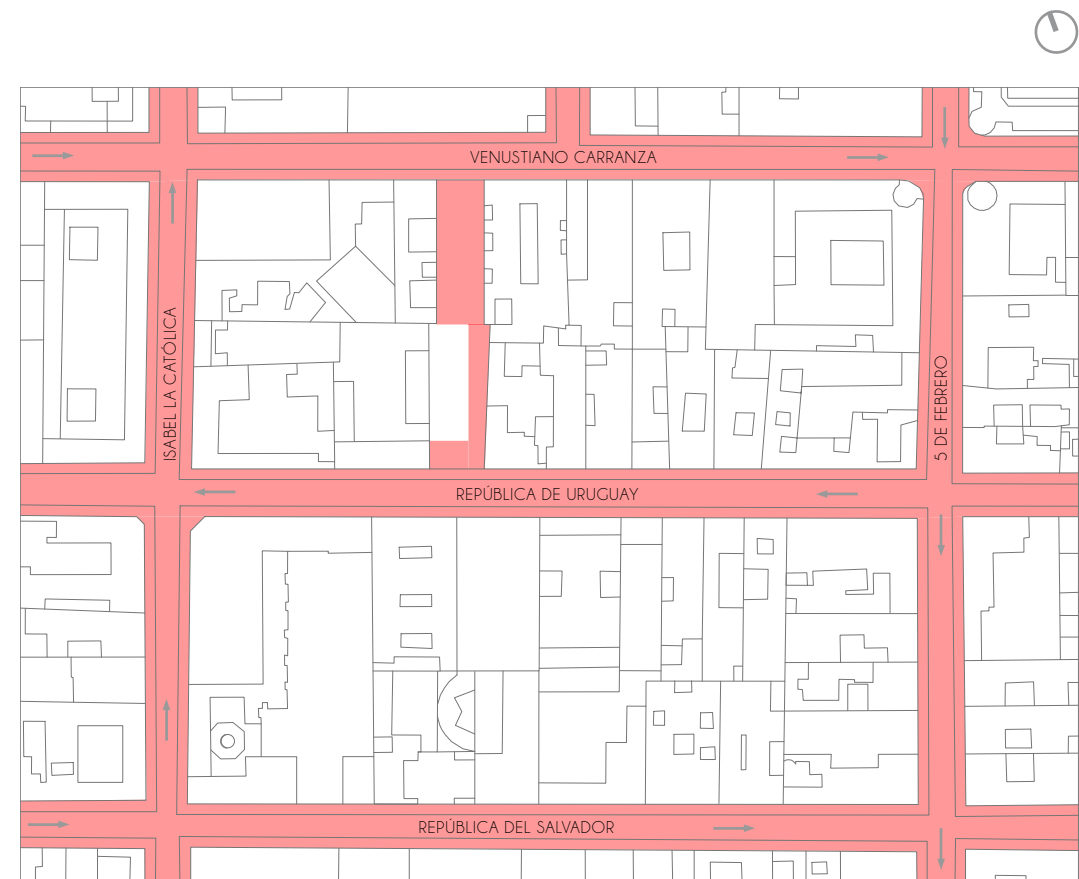 VENUSTIANO CARRANZA
ISABEL LA CATÓLICA
5 DE FEBRERO
REPÚBLICA DE URUGUAY
REPÚBLICA DEL SALVADOR